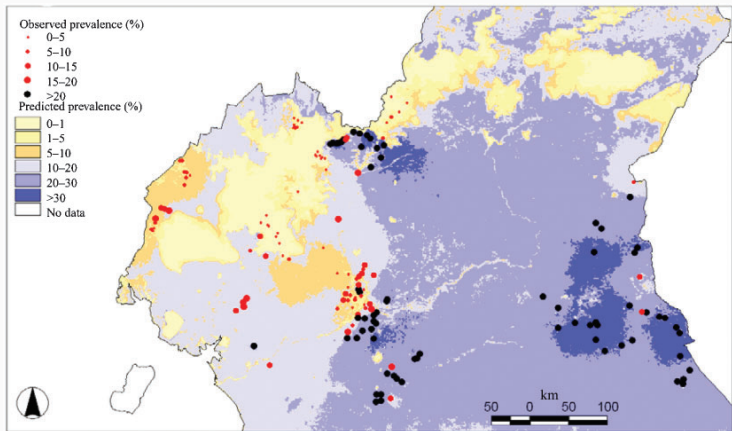 Observed prevalence (%)
0–5
5–10
10–15
15–20
>20
Predicted prevalence (%)
0–1
1–5
5–10
10–20
20–30
>30
No data
km
50 0 50 100